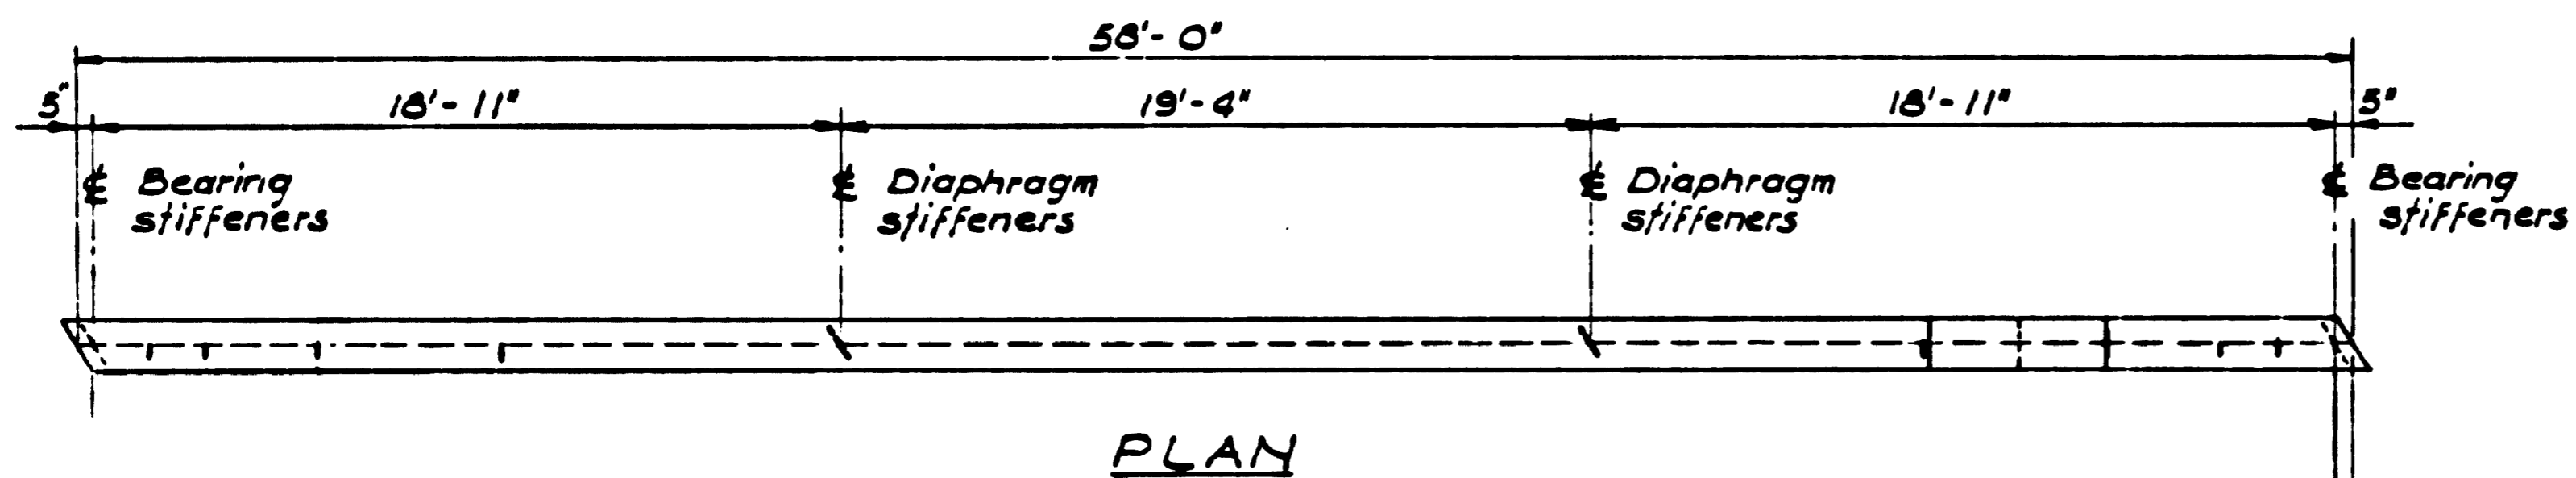 58'-0"
5" 18'-11" 19'-4" 18'-11" 5"
℄ Bearing stiffeners
℄ Diaphragm stiffeners
℄ Diaphragm stiffeners
℄ Bearing stiffeners
PLAN